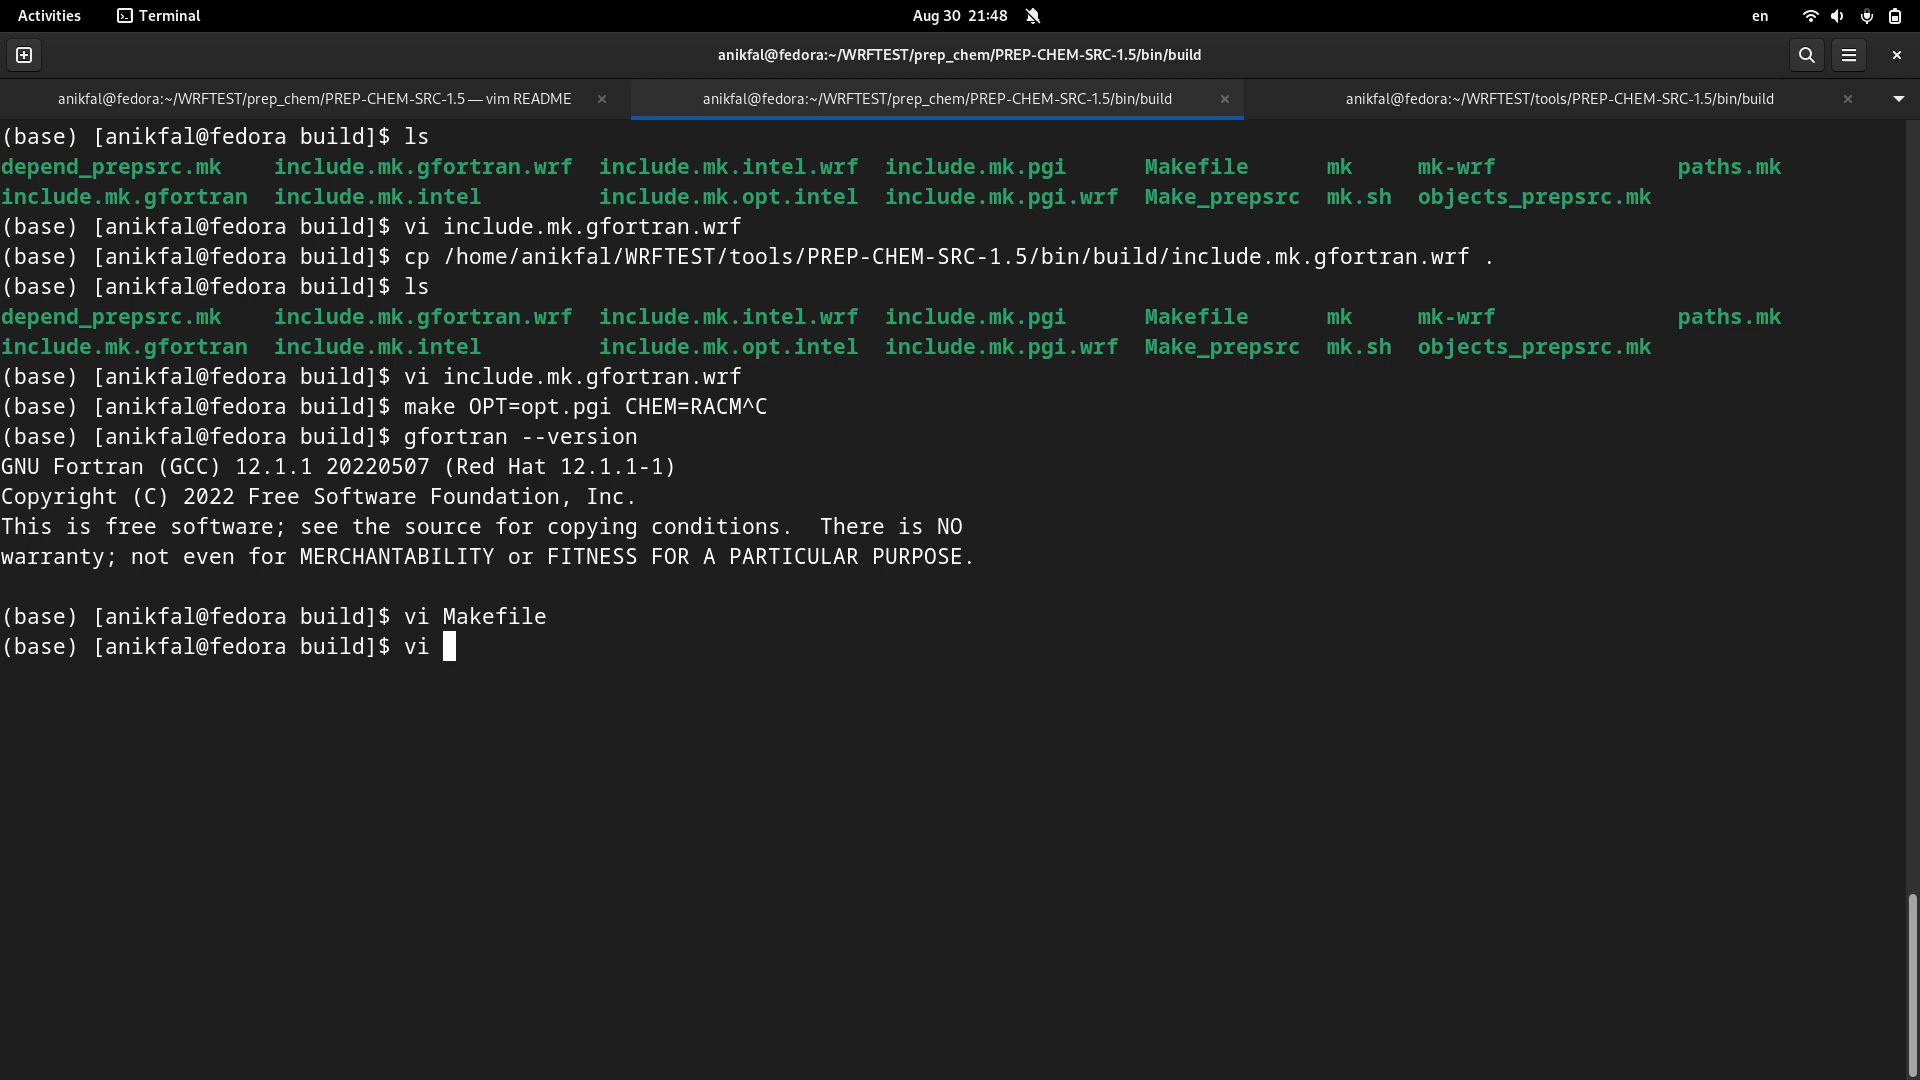 Activities Terminal Aug 30 21:48 en
anikfal@fedora:~/WRFTEST/prep_chem/PREP-CHEM-SRC-1.5/bin/build
anikfal@fedora:~/WRFTEST/prep_chem/PREP-CHEM-SRC-1.5 — vim README × anikfal@fedora:~/WRFTEST/prep_chem/PREP-CHEM-SRC-1.5/bin/build × anikfal@fedora:~/WRFTEST/tools/PREP-CHEM-SRC-1.5/bin/build ×
(base) [anikfal@fedora build]$ ls
depend_prepsrc.mk    include.mk.gfortran.wrf  include.mk.intel.wrf  include.mk.pgi      Makefile      mk     mk-wrf              paths.mk
include.mk.gfortran  include.mk.intel         include.mk.opt.intel  include.mk.pgi.wrf  Make_prepsrc  mk.sh  objects_prepsrc.mk
(base) [anikfal@fedora build]$ vi include.mk.gfortran.wrf
(base) [anikfal@fedora build]$ cp /home/anikfal/WRFTEST/tools/PREP-CHEM-SRC-1.5/bin/build/include.mk.gfortran.wrf .
(base) [anikfal@fedora build]$ ls
depend_prepsrc.mk    include.mk.gfortran.wrf  include.mk.intel.wrf  include.mk.pgi      Makefile      mk     mk-wrf              paths.mk
include.mk.gfortran  include.mk.intel         include.mk.opt.intel  include.mk.pgi.wrf  Make_prepsrc  mk.sh  objects_prepsrc.mk
(base) [anikfal@fedora build]$ vi include.mk.gfortran.wrf
(base) [anikfal@fedora build]$ make OPT=opt.pgi CHEM=RACM^C
(base) [anikfal@fedora build]$ gfortran --version
GNU Fortran (GCC) 12.1.1 20220507 (Red Hat 12.1.1-1)
Copyright (C) 2022 Free Software Foundation, Inc.
This is free software; see the source for copying conditions.  There is NO
warranty; not even for MERCHANTABILITY or FITNESS FOR A PARTICULAR PURPOSE.
(base) [anikfal@fedora build]$ vi Makefile
(base) [anikfal@fedora build]$ vi